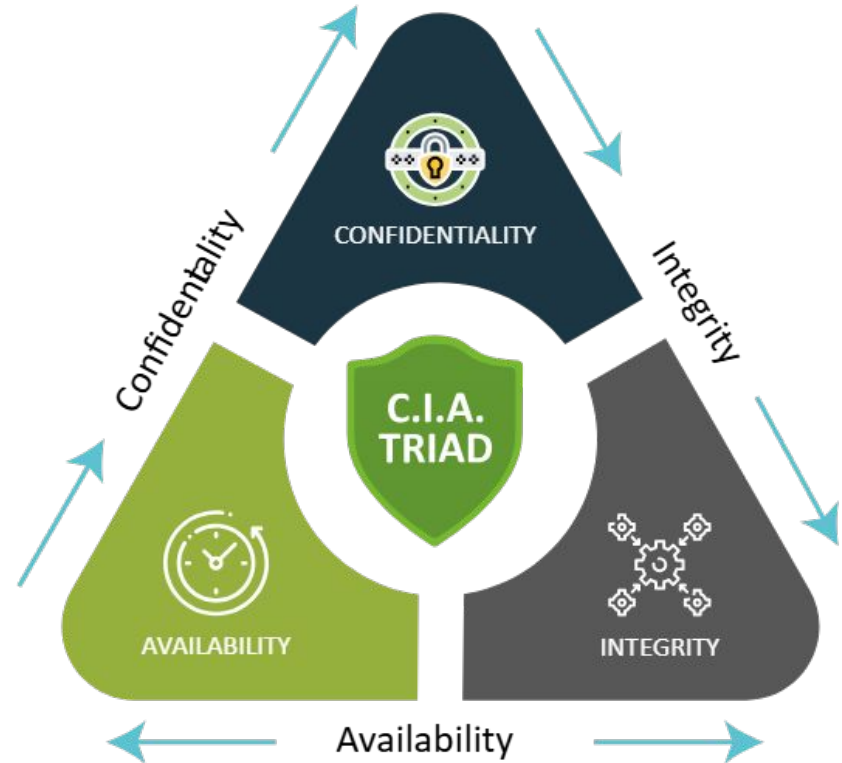 CONFIDENTIALITY
Confidentality
Integrity
C.I.A.
TRIAD
AVAILABILITY
INTEGRITY
Availability